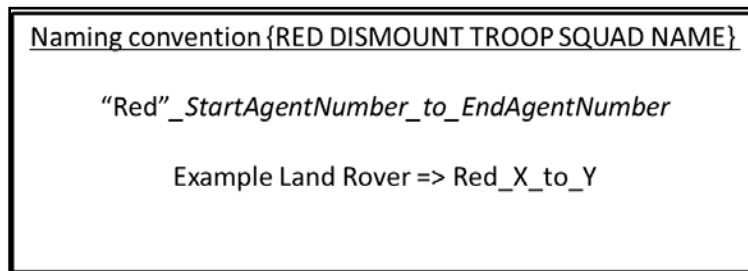 Naming convention {RED DISMOUNT TROOP SQUAD NAME}
“Red”_StartAgentNumber_to_EndAgentNumber
Example Land Rover => Red_X_to_Y